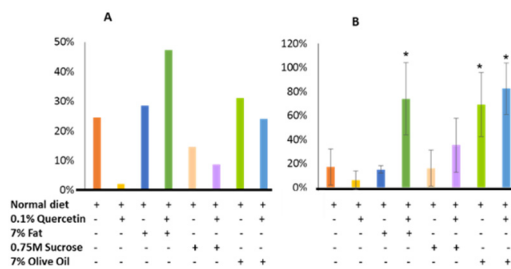 A
B
50%
40%
30%
20%
10%
0%
120%
100%
80%
60%
40%
20%
0%
*
*
*
Normal diet + + + + + + + + + + + + + + + +
0.1% Quercetin - + - + - + - + - + - + - + - +
7% Fat - - + + - - - - - - + + - - - -
0.75M Sucrose - - - - + + - - - - - - + + - -
7% Olive Oil - - - - - - + + - - - - - - + +